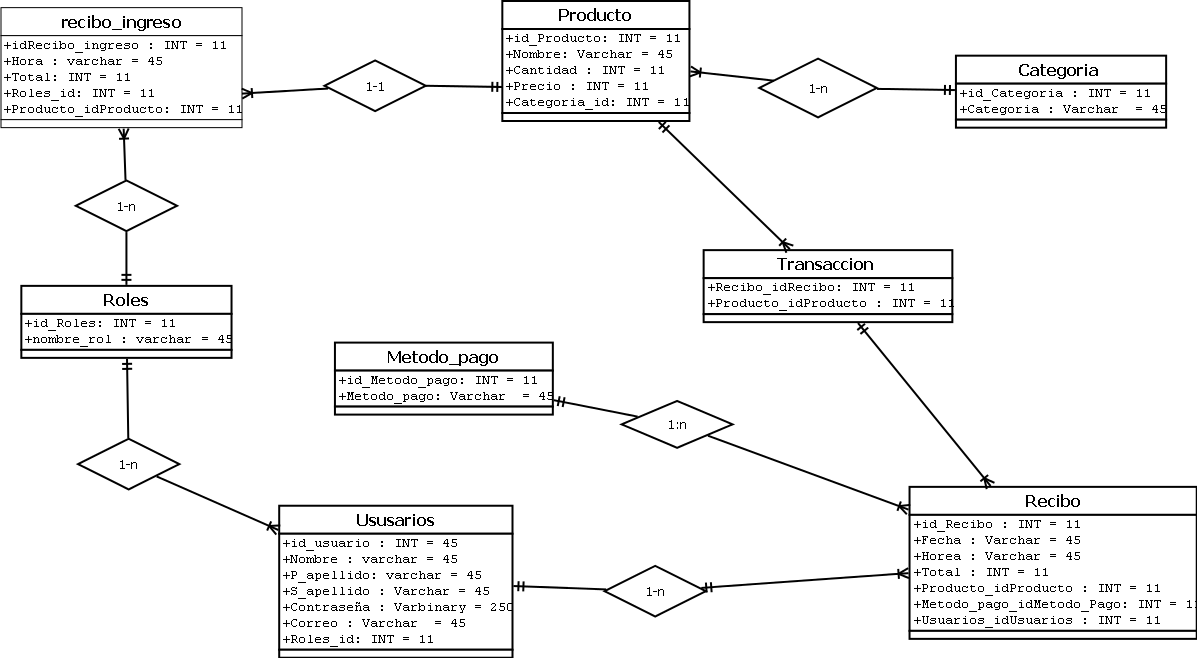 recibo_ingreso
+idRecibo_ingreso : INT = 11
+Hora : varchar = 45
+Total: INT = 11
+Roles_id: INT = 11
+Producto_idProducto: INT = 11
1-1
Producto
+id_Producto: INT = 11
+Nombre: Varchar = 45
+Cantidad : INT = 11
+Precio : INT = 11
+Categoria_id: INT = 11
1-n
Categoria
+id_Categoria : INT = 11
+Categoria : Varchar = 45
1-n
Transaccion
+Recibo_idRecibo: INT = 11
+Producto_idProducto : INT = 11
Roles
+id_Roles: INT = 11
+nombre_rol : varchar = 45
Metodo_pago
+id_Metodo_pago: INT = 11
+Metodo_pago: Varchar = 45
1:n
1-n
Ususarios
+id_usuario : INT = 45
+Nombre : varchar = 45
+P_apellido: varchar = 45
+S_apellido : Varchar = 45
+Contraseña : Varbinary = 250
+Correo : Varchar = 45
+Roles_id: INT = 11
1-n
Recibo
+id_Recibo : INT = 11
+Fecha : Varchar = 45
+Horea : Varchar = 45
+Total : INT = 11
+Producto_idProducto : INT = 11
+Metodo_pago_idMetodo_Pago: INT = 11
+Usuarios_idUsuarios : INT = 11